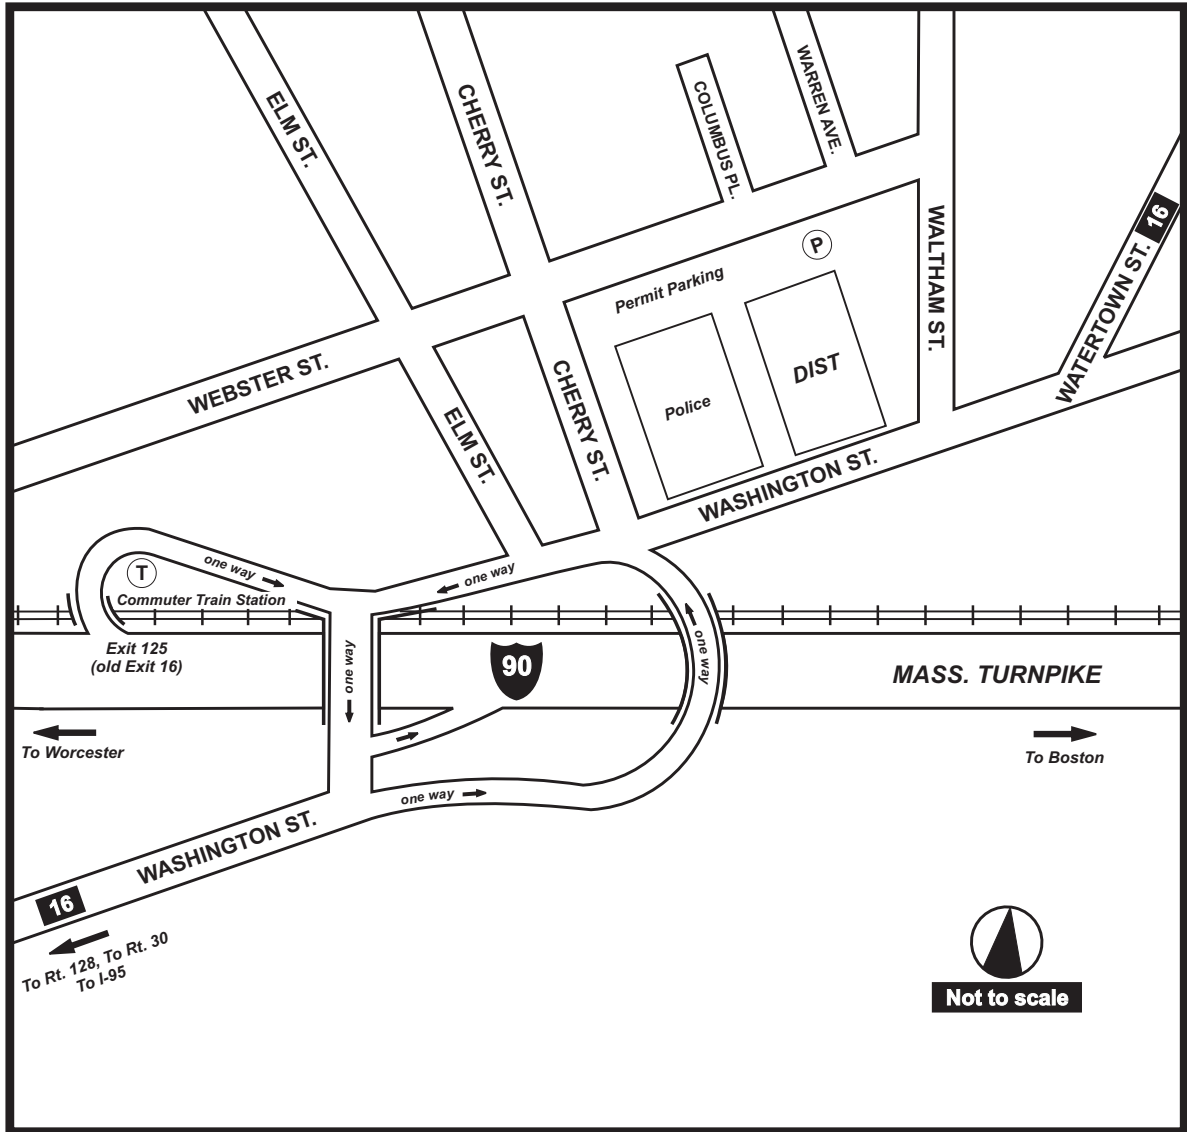 ELM ST.
CHERRY ST.
COLUMBUS PL.
WARREN AVE.
WALTHAM ST.
WATERTOWN ST.
16
P
Permit Parking
DIST
Police
WEBSTER ST.
ELM ST.
CHERRY ST.
WASHINGTON ST.
one way
T
Commuter Train Station
one way
Exit 125
(old Exit 16)
one way
90
one way
MASS. TURNPIKE
To Worcester
To Boston
one way
WASHINGTON ST.
16
To Rt. 128, To Rt. 30
To I-95
Not to scale